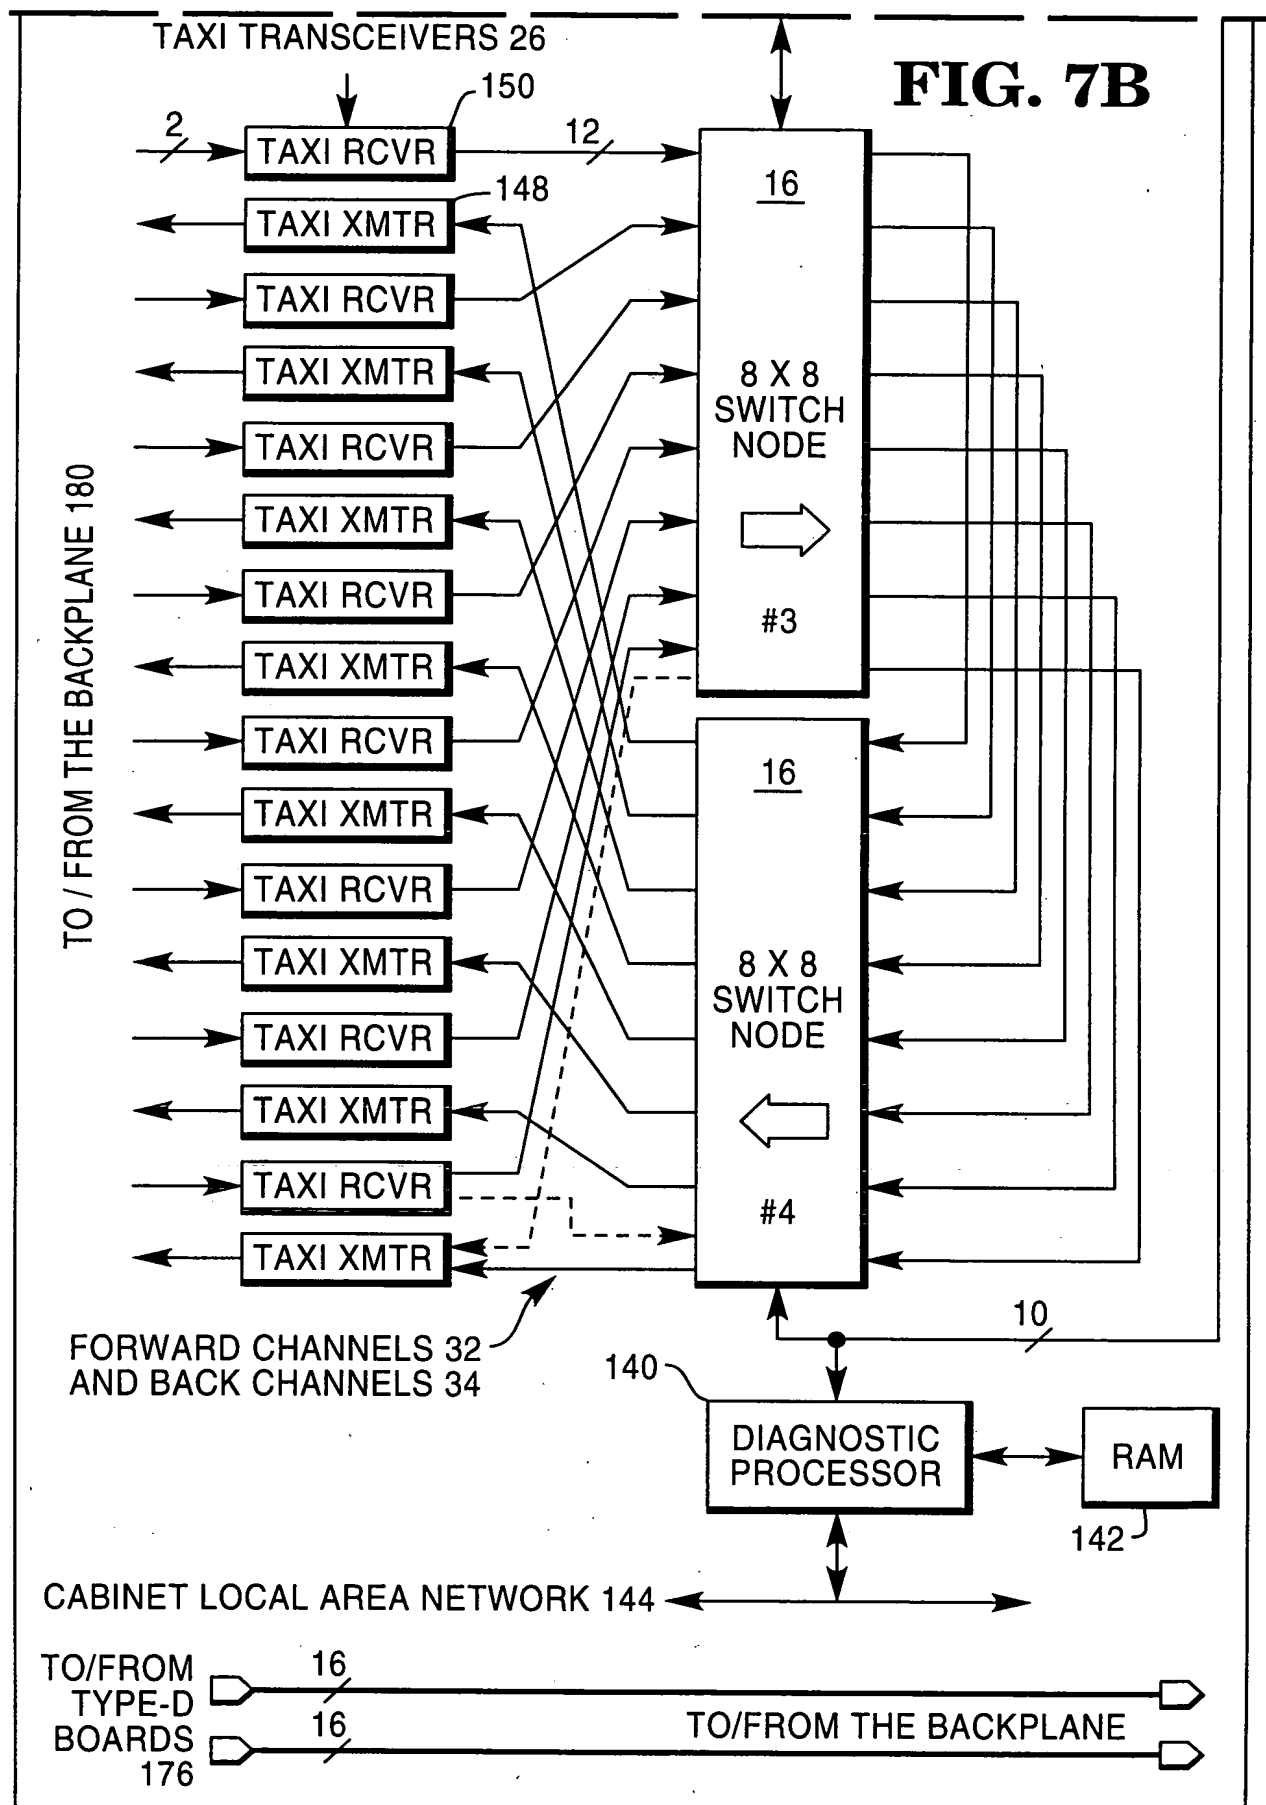 TAXI TRANSCEIVERS 26
FIG. 7B
150
2
TAXI RCVR
12
148
TAXI XMTR
TAXI RCVR
TAXI XMTR
TAXI RCVR
TAXI XMTR
TAXI RCVR
TAXI XMTR
TAXI RCVR
TAXI XMTR
TAXI RCVR
TAXI XMTR
TAXI RCVR
TAXI XMTR
TAXI RCVR
TAXI XMTR
TO / FROM THE BACKPLANE 180
16
8 X 8
SWITCH
NODE
#3
16
8 X 8
SWITCH
NODE
#4
FORWARD CHANNELS 32
AND BACK CHANNELS 34
10
140
DIAGNOSTIC
PROCESSOR
RAM
142
CABINET LOCAL AREA NETWORK 144
TO/FROM
TYPE-D
BOARDS
176
16
16
TO/FROM THE BACKPLANE